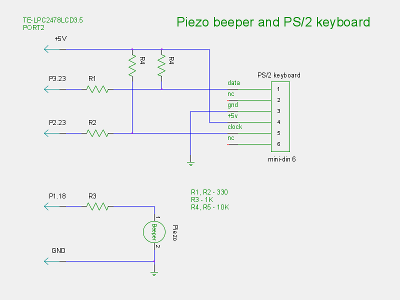 TE-LPC2478LCD3.5
PORT2
Piezo beeper and PS/2 keyboard
+5V
R4
R4
P3.23
R1
data
PS/2 keyboard
1
nc
2
gnd
3
+5v
4
P2.23
R2
clock
5
nc
6
mini-din 6
P1.18
R3
R1, R2 - 330
R3 - 1K
R4, R5 - 10K
1
Beeper
Piezo
2
GND